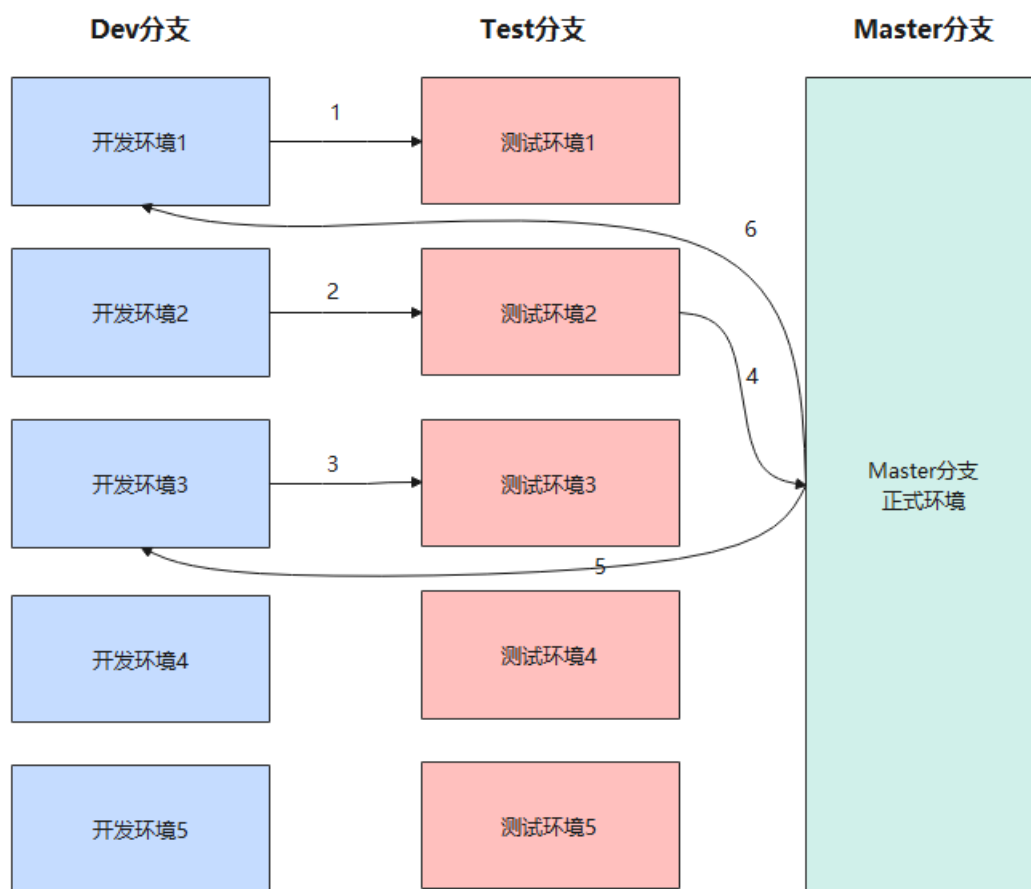 Dev分支
Test分支
Master分支
开发环境1
1
测试环境1
6
开发环境2
2
测试环境2
4
开发环境3
3
测试环境3
Master分支
正式环境
5
开发环境4
测试环境4
开发环境5
测试环境5